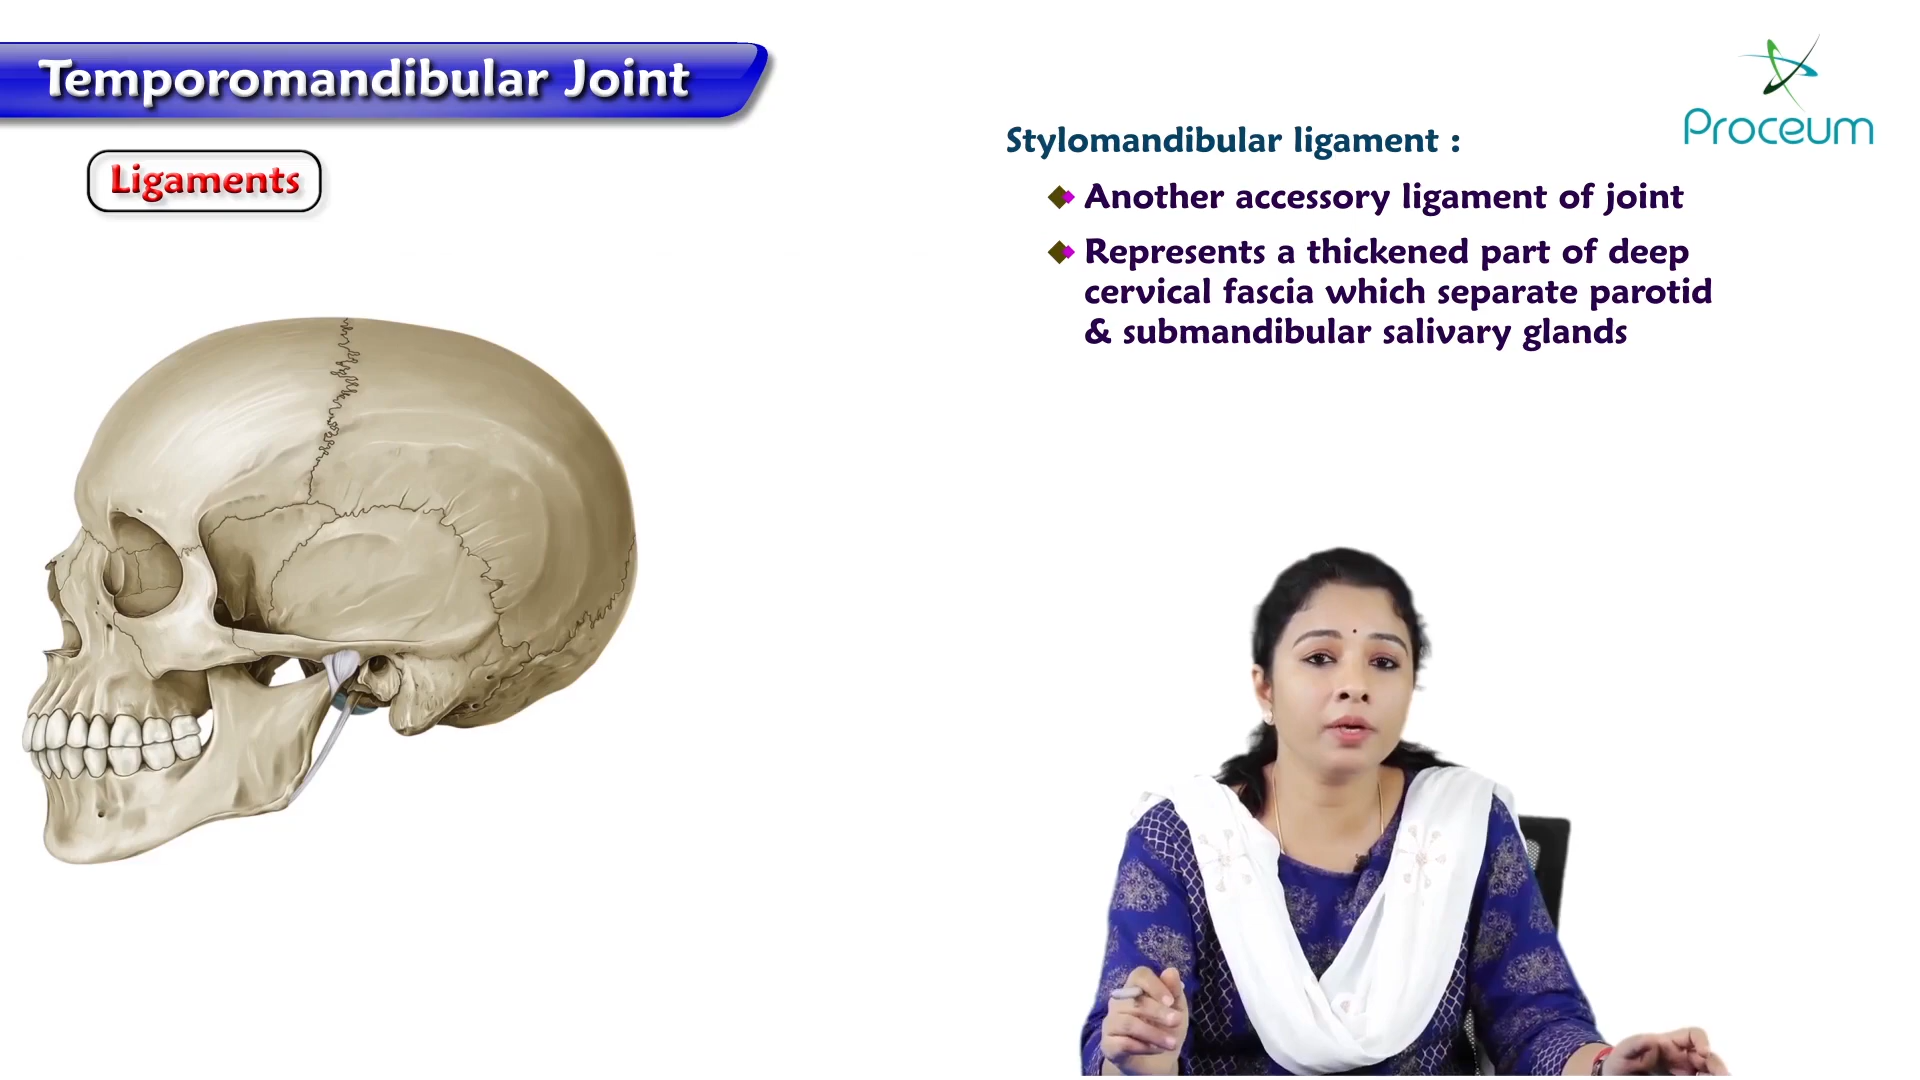 Temporomandibular Joint
Ligaments
Proceum
Stylomandibular ligament :
Another accessory ligament of joint
Represents a thickened part of deep
cervical fascia which separate parotid
& submandibular salivary glands